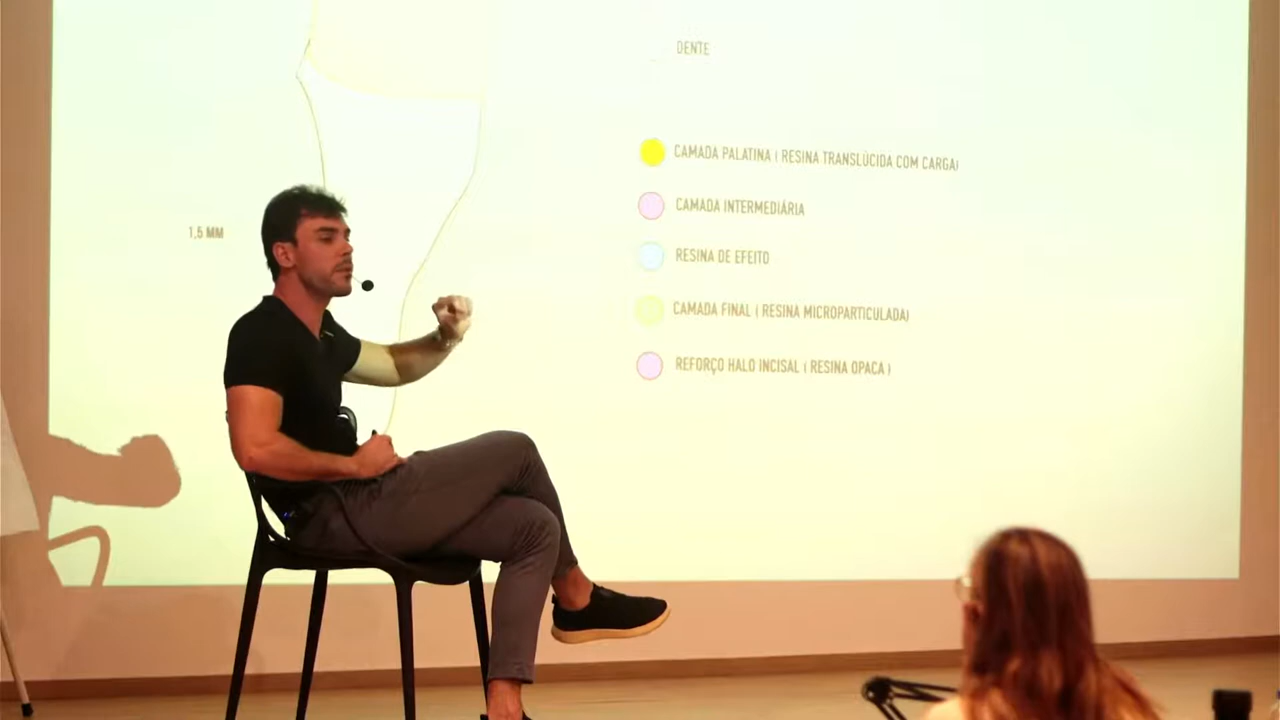 DENTE
CAMADA PALATINA ( RESINA TRANSLÚCIDA COM CARGA)
CAMADA INTERMEDIÁRIA
1,5 MM
RESINA DE EFEITO
CAMADA FINAL ( RESINA MICROPARTICULADA)
REFORÇO HALO INCISAL ( RESINA OPACA )